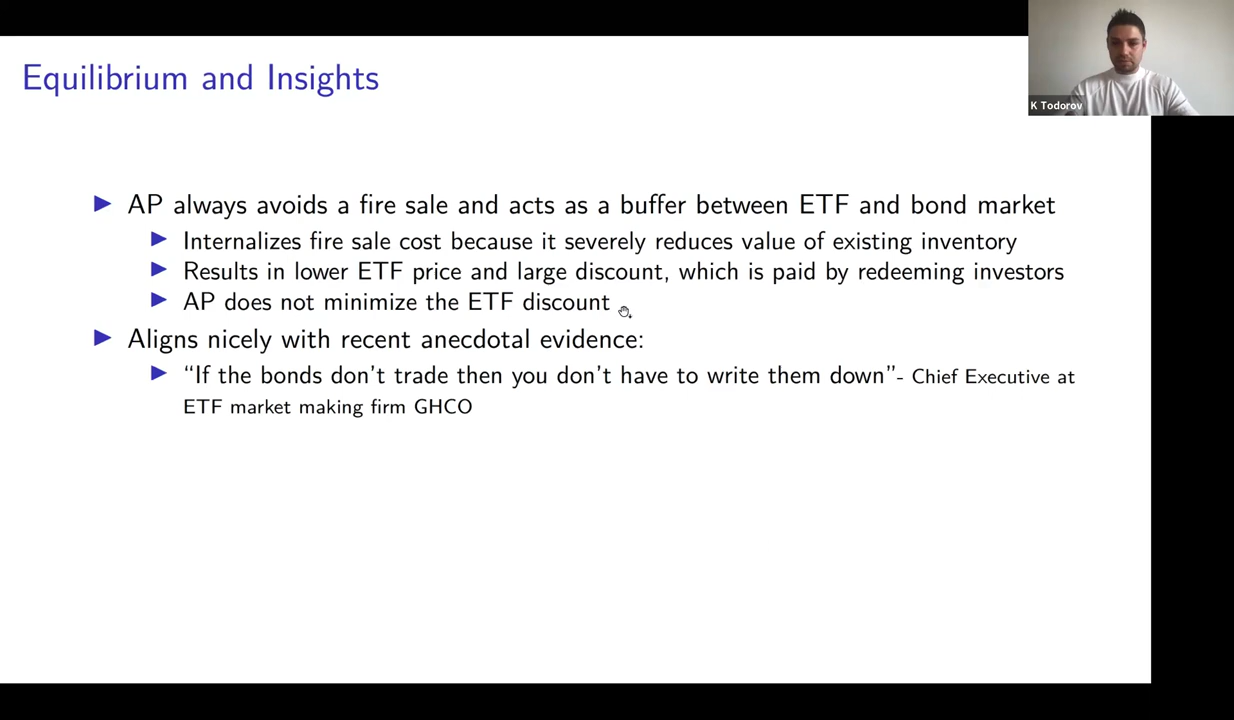 K Todorov
Equilibrium and Insights
AP always avoids a fire sale and acts as a buffer between ETF and bond market
Internalizes fire sale cost because it severely reduces value of existing inventory
Results in lower ETF price and large discount, which is paid by redeeming investors
AP does not minimize the ETF discount
Aligns nicely with recent anecdotal evidence:
“If the bonds don’t trade then you don’t have to write them down”- Chief Executive at
ETF market making firm GHCO